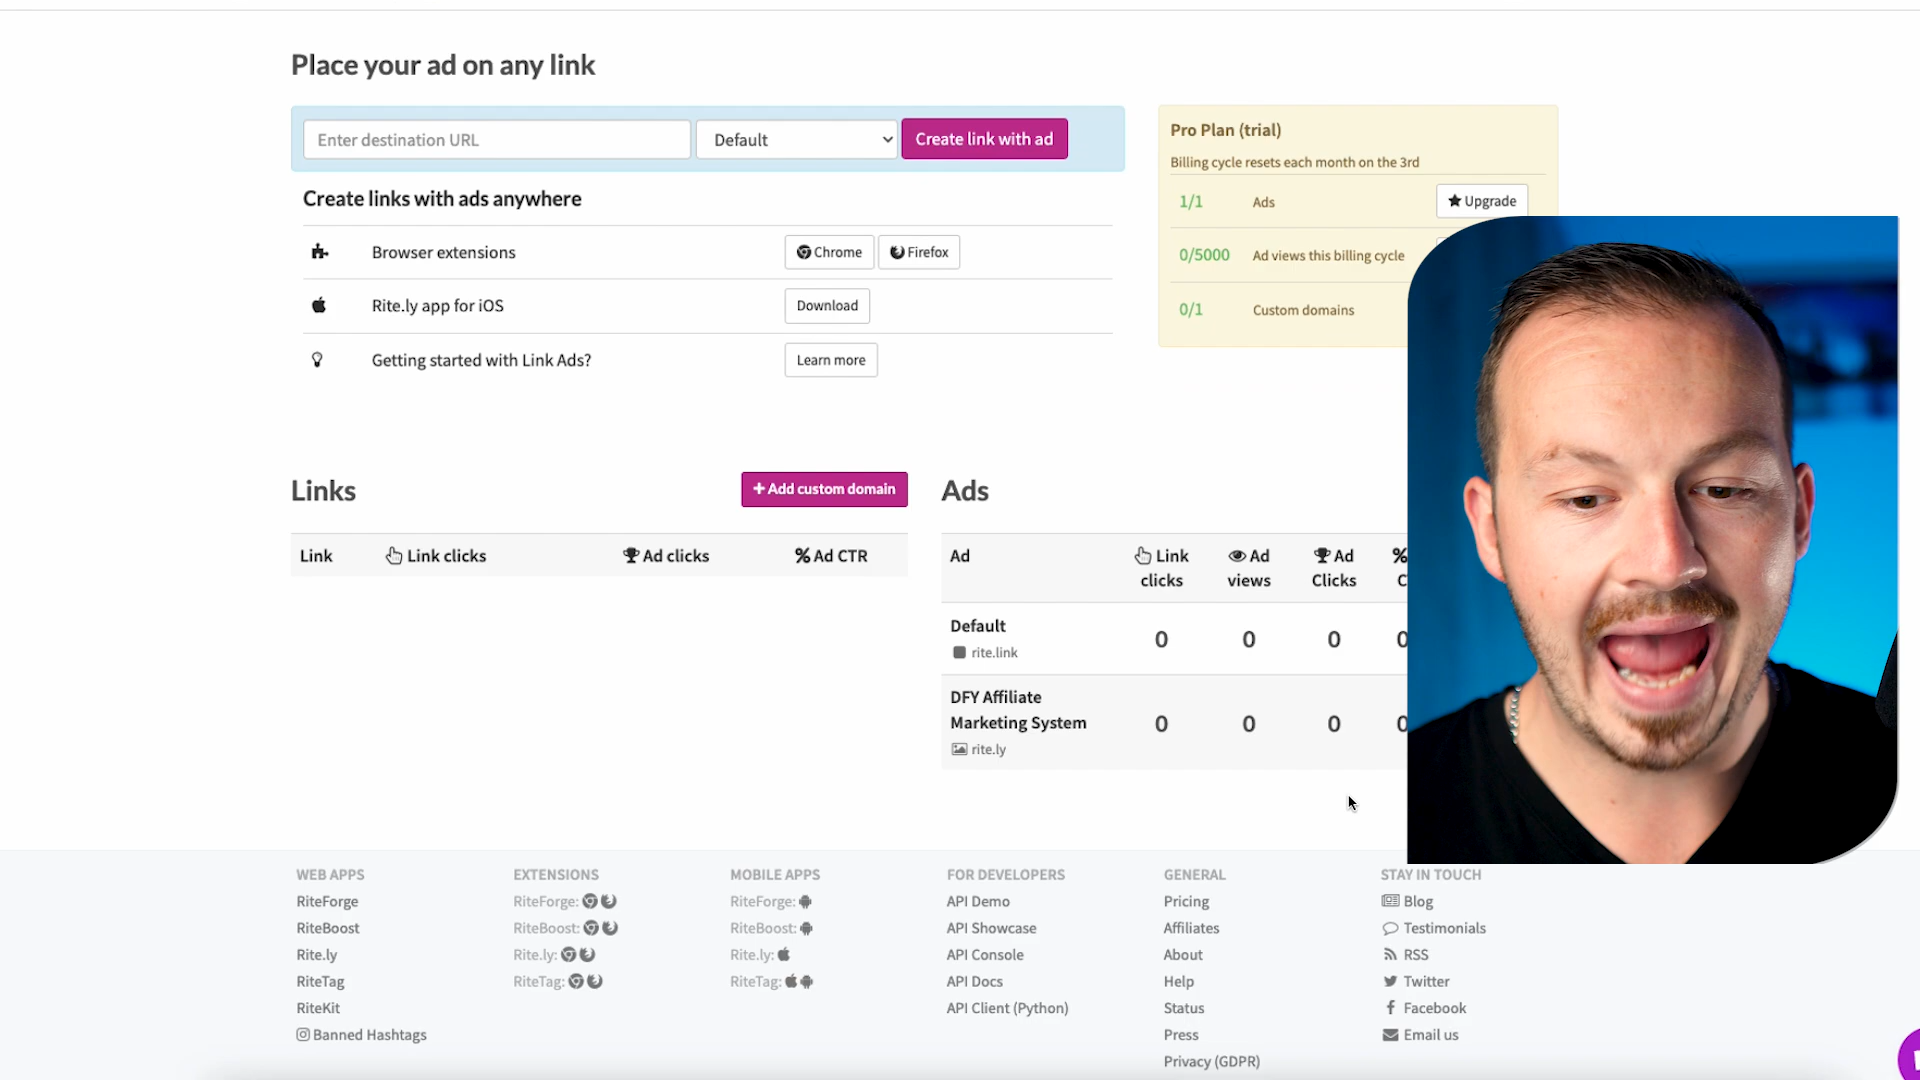 Place your ad on any link
Enter destination URL
Default
Create link with ad
Create links with ads anywhere
Browser extensions
Chrome
Firefox
Rite.ly app for iOS
Download
Getting started with Link Ads?
Learn more
Pro Plan (trial)
Billing cycle resets each month on the 3rd
1/1 Ads
Upgrade
0/5000 Ad views this billing cycle
0/1 Custom domains
Links
+ Add custom domain
Link Link clicks Ad clicks % Ad CTR
Ads
Ad Link clicks Ad views Ad Clicks %
Default 0 0 0 0
rite.link
DFY Affiliate
Marketing System 0 0 0 0
rite.ly
WEB APPS
RiteForge
RiteBoost
Rite.ly
RiteTag
RiteKit
Banned Hashtags
EXTENSIONS
RiteForge:
RiteBoost:
Rite.ly:
RiteTag:
MOBILE APPS
RiteForge:
RiteBoost:
Rite.ly:
RiteTag:
FOR DEVELOPERS
API Demo
API Showcase
API Console
API Docs
API Client (Python)
GENERAL
Pricing
Affiliates
About
Help
Status
Press
Privacy (GDPR)
STAY IN TOUCH
Blog
Testimonials
RSS
Twitter
Facebook
Email us